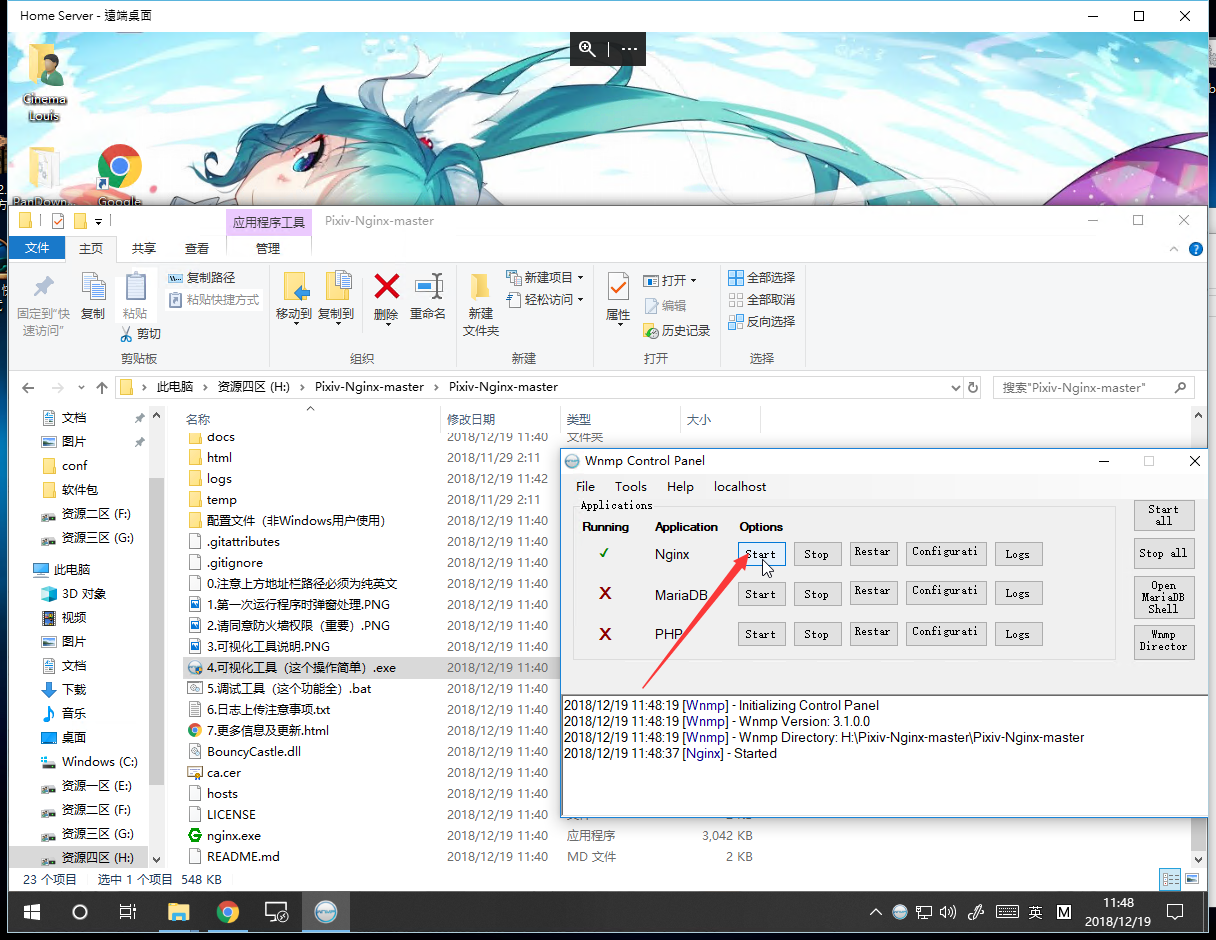 Home Server - 遠端桌面
Cinema
Louis
PanDown...
Google
应用程序工具
Pixiv-Nginx-master
文件
主页
共享
查看
管理
固定到"快
速访问"
复制
粘贴
复制路径
粘贴快捷方式
剪切
剪贴板
移动到
复制到
删除
重命名
组织
新建
文件夹
新建项目
轻松访问
新建
属性
打开
编辑
历史记录
打开
全部选择
全部取消
反向选择
选择
此电脑 › 资源四区 (H:) › Pixiv-Nginx-master › Pixiv-Nginx-master
搜索"Pixiv-Nginx-master"
文档
图片
conf
软件包
资源二区 (F:)
资源三区 (G:)
此电脑
3D 对象
视频
图片
文档
下载
音乐
桌面
Windows (C:)
资源一区 (E:)
资源二区 (F:)
资源三区 (G:)
资源四区 (H:)
名称 修改日期 类型 大小
docs 2018/12/19 11:40 文件夹
html 2018/11/29 2:11
logs 2018/12/19 11:42
temp 2018/11/29 2:11
配置文件（非Windows用户使用） 2018/12/19 11:40
.gitattributes 2018/12/19 11:40
.gitignore 2018/12/19 11:40
0.注意上方地址栏路径必须为纯英文 2018/12/19 11:40
1.第一次运行程序时弹窗处理.PNG 2018/12/19 11:40
2.请同意防火墙权限（重要）.PNG 2018/12/19 11:40
3.可视化工具说明.PNG 2018/12/19 11:40
4.可视化工具（这个操作简单）.exe 2018/12/19 11:40
5.调试工具（这个功能全）.bat 2018/12/19 11:40
6.日志上传注意事项.txt 2018/12/19 11:40
7.更多信息及更新.html 2018/12/19 11:40
BouncyCastle.dll 2018/12/19 11:40
ca.cer 2018/12/19 11:40
hosts 2018/12/19 11:40
LICENSE 2018/12/19 11:40
nginx.exe 2018/12/19 11:40 应用程序 3,042 KB
README.md 2018/12/19 11:40 MD 文件 2 KB
23 个项目 选中 1 个项目 548 KB
Wnmp Control Panel
File Tools Help localhost
Applications
Running Application Options
Nginx Start Stop Restar Configurati Logs
MariaDB Start Stop Restar Configurati Logs
PHP Start Stop Restar Configurati Logs
Start
all
Stop all
Open
MariaDB
Shell
Wnmp
Director
2018/12/19 11:48:19 [Wnmp] - Initializing Control Panel
2018/12/19 11:48:19 [Wnmp] - Wnmp Version: 3.1.0.0
2018/12/19 11:48:19 [Wnmp] - Wnmp Directory: H:\Pixiv-Nginx-master\Pixiv-Nginx-master
2018/12/19 11:48:37 [Nginx] - Started
英
M
11:48
2018/12/19